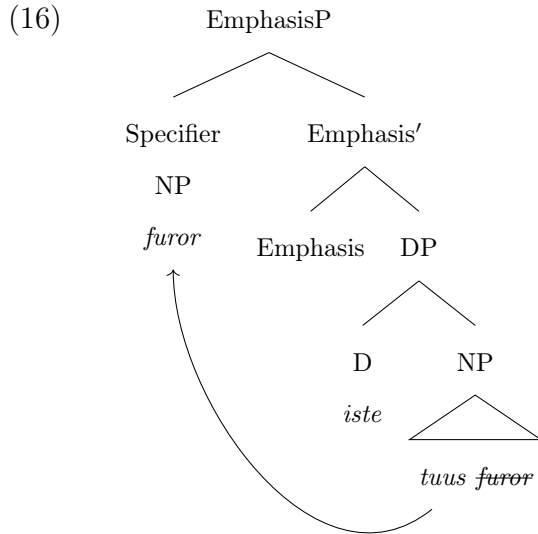 (16) EmphasisP
Specifier Emphasis′
NP
furor Emphasis DP
D NP
iste
tuus furor